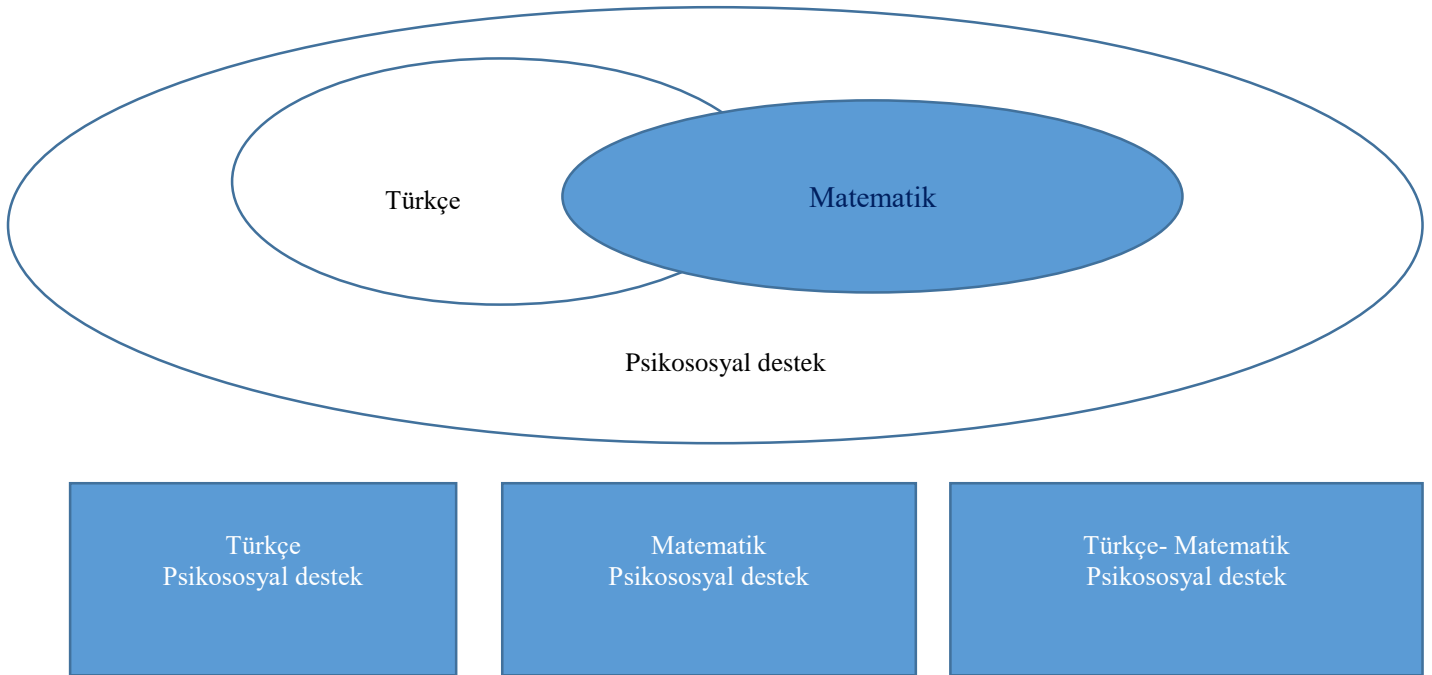 Türkçe
Matematik
Psikososyal destek
Türkçe
Psikososyal destek
Matematik
Psikososyal destek
Türkçe- Matematik
Psikososyal destek